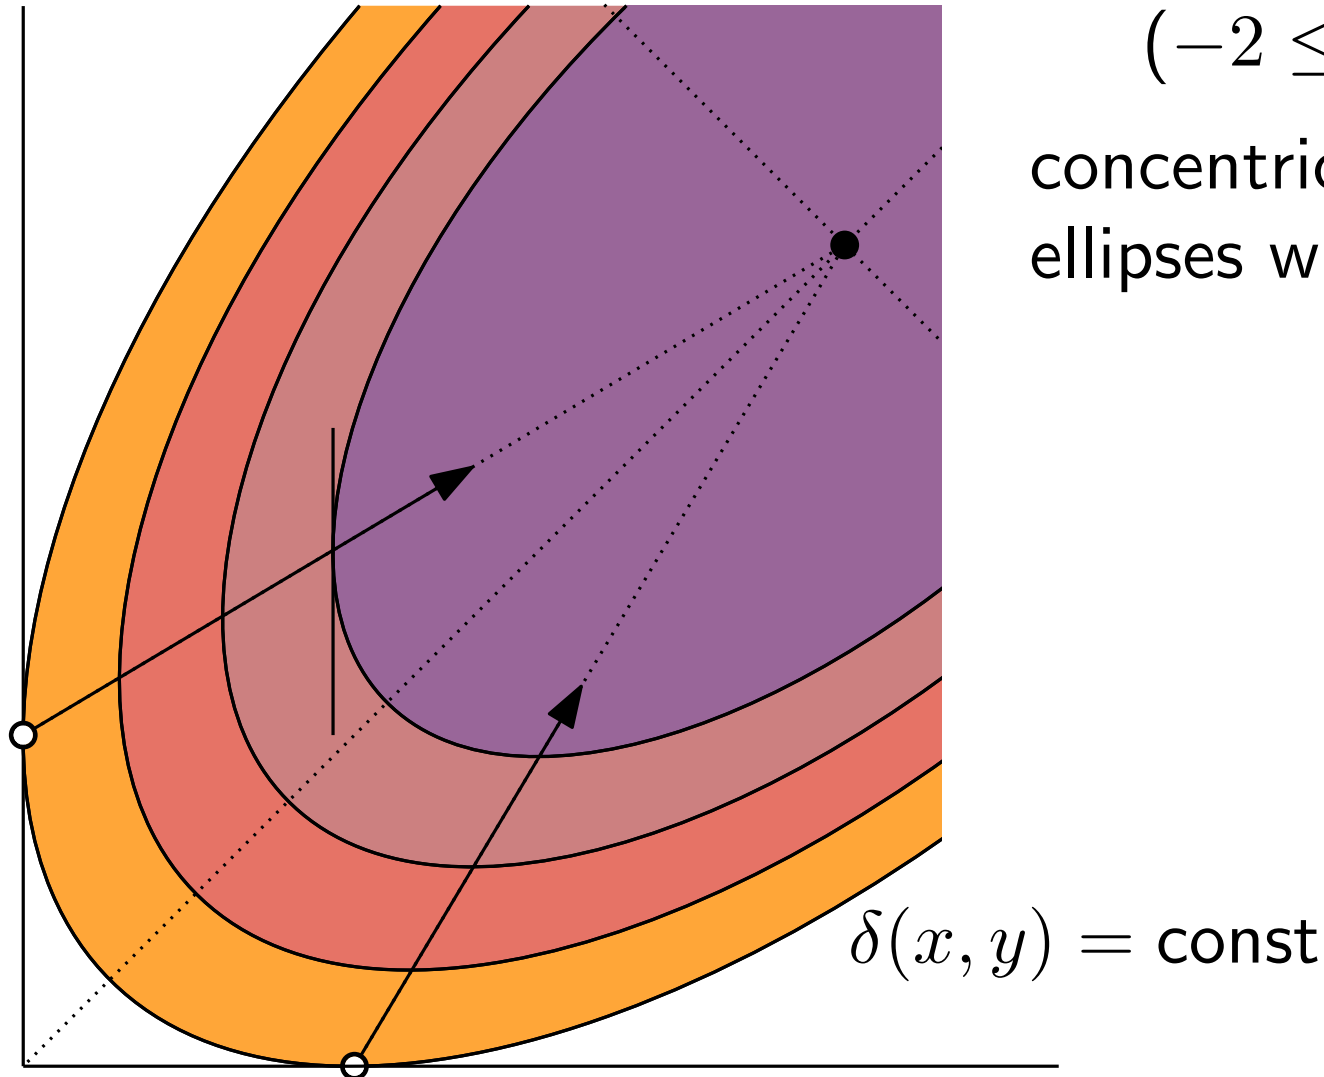 (−2 ≤
concentric
ellipses w
δ(x, y) = const